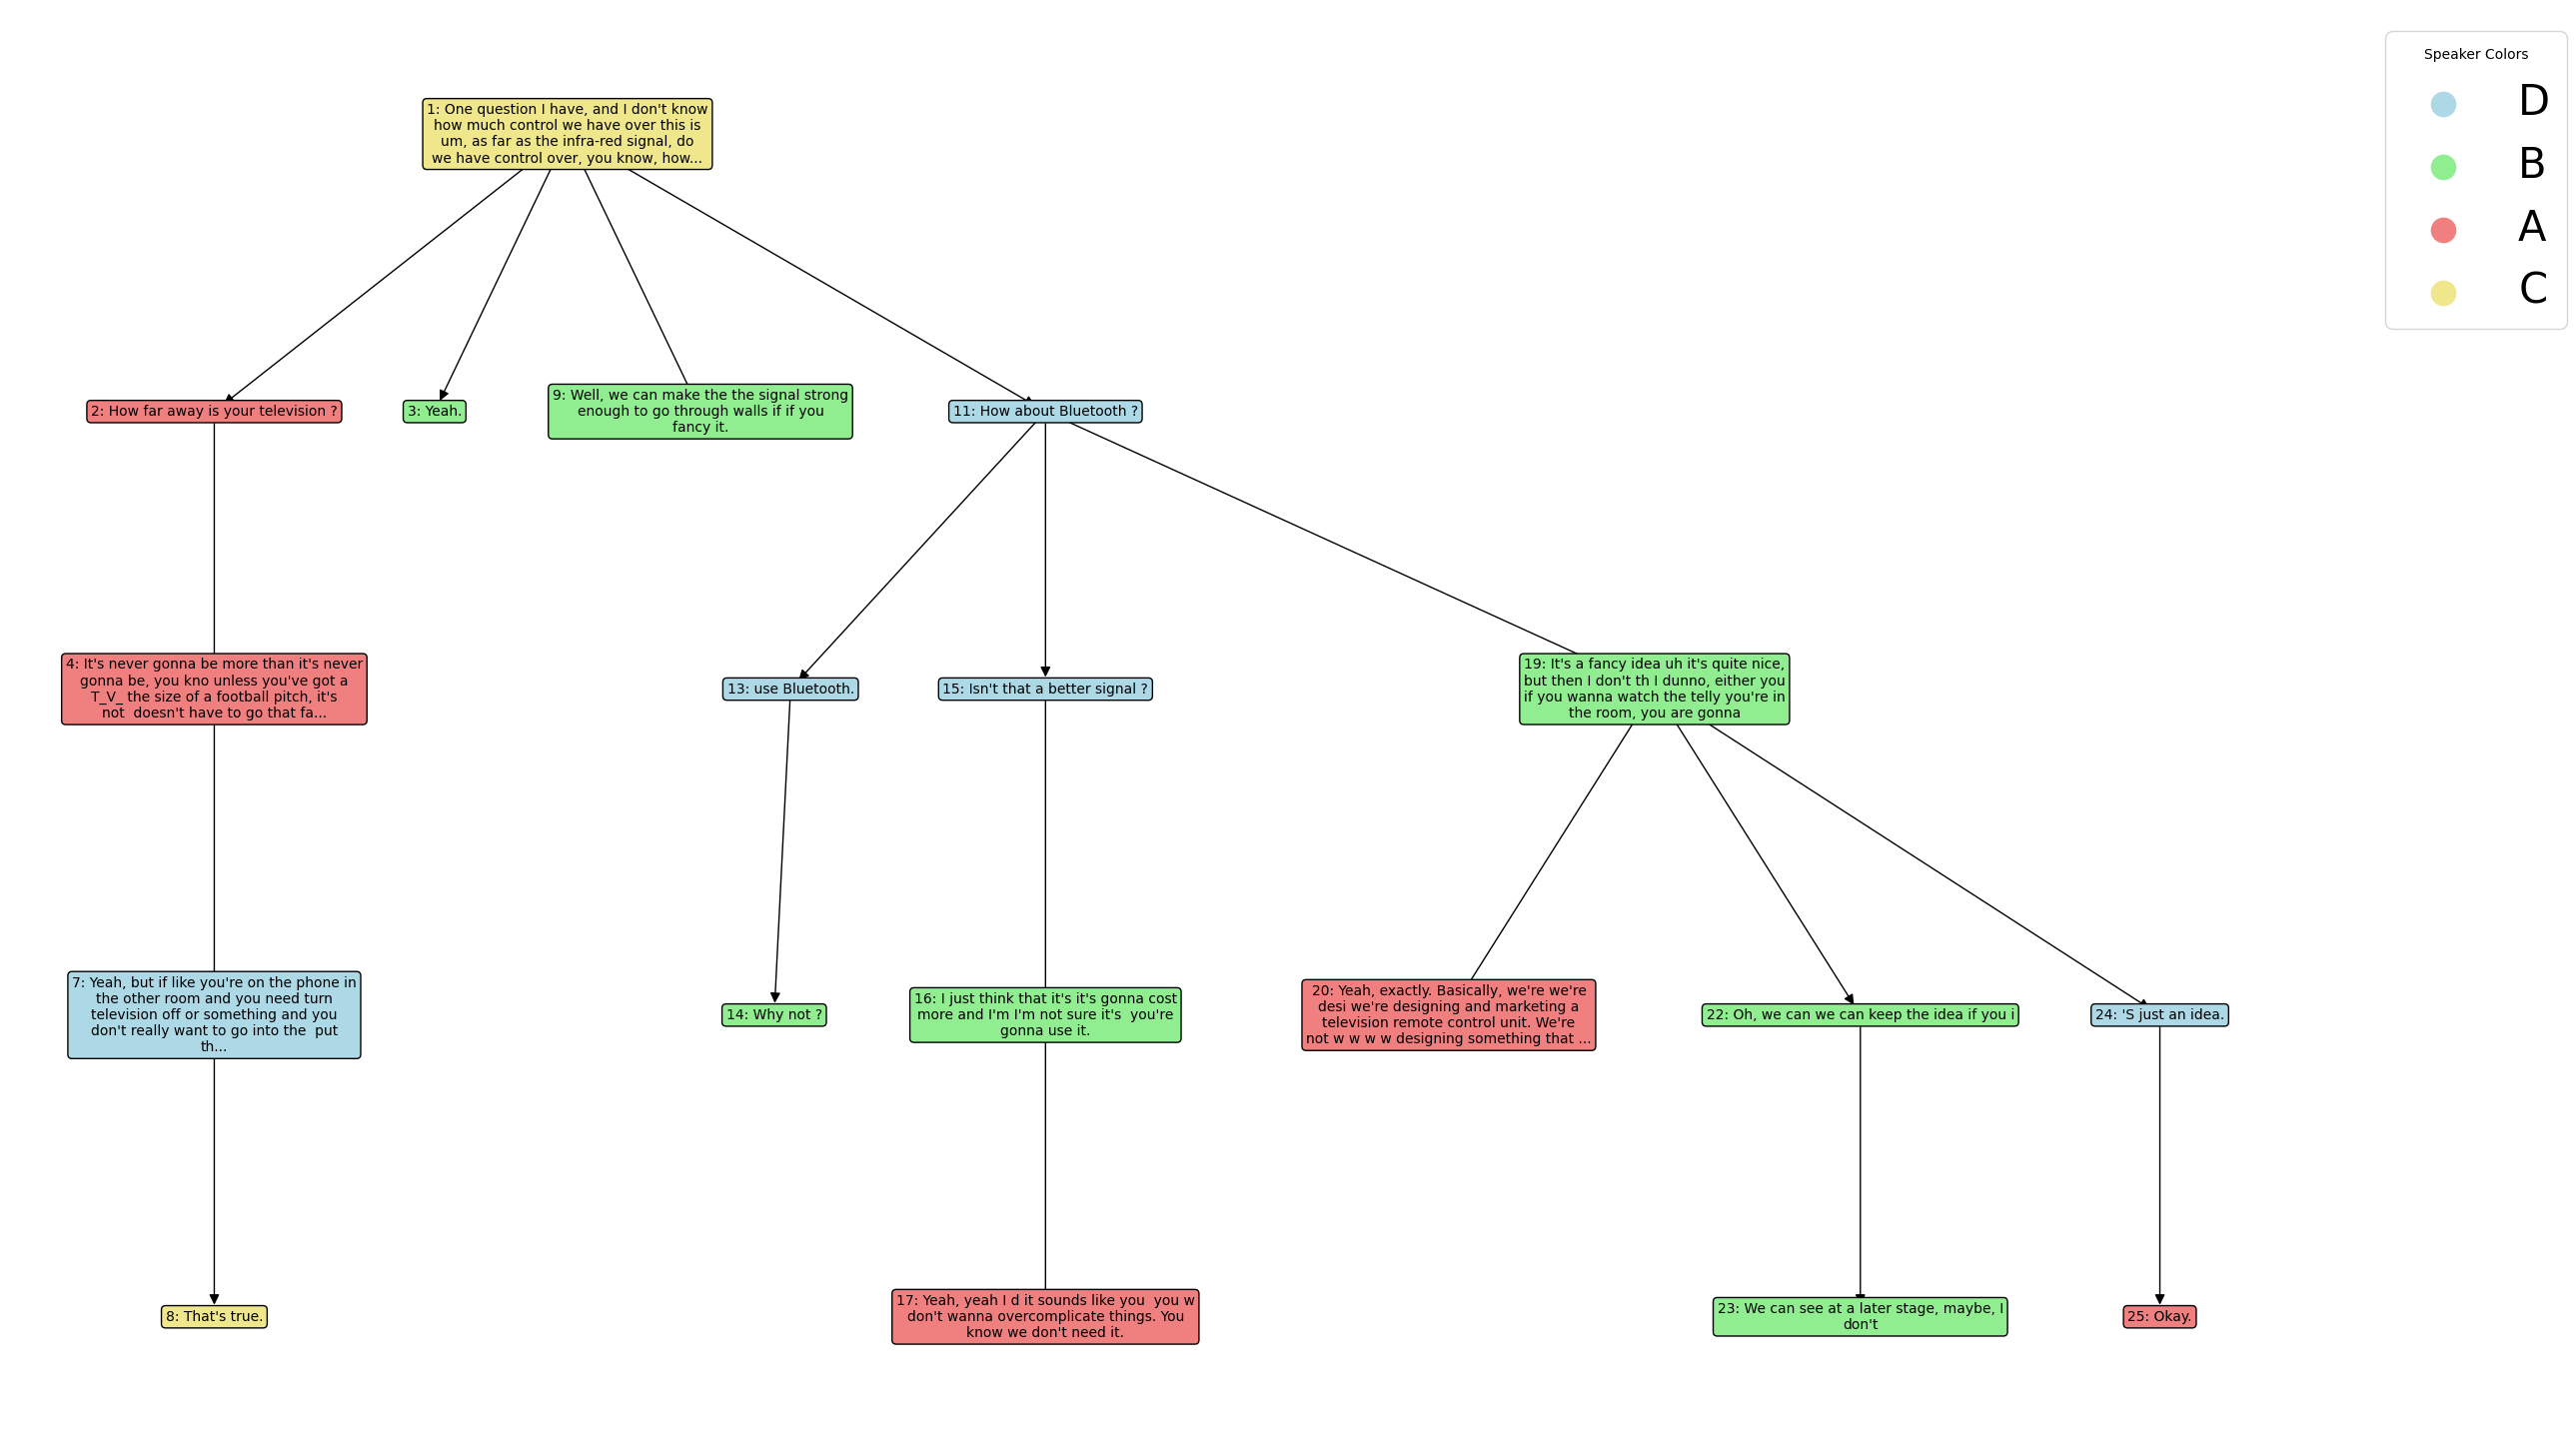 Speaker Colors
D
B
A
C
1: One question I have, and I don't know
how much control we have over this is
um, as far as the infra-red signal, do
we have control over, you know, how...
2: How far away is your television ?
3: Yeah.
9: Well, we can make the the signal strong
enough to go through walls if if you
fancy it.
11: How about Bluetooth ?
4: It's never gonna be more than it's never
gonna be, you kno unless you've got a
T_V_ the size of a football pitch, it's
not  doesn't have to go that fa...
13: use Bluetooth.
15: Isn't that a better signal ?
19: It's a fancy idea uh it's quite nice,
but then I don't th I dunno, either you
if you wanna watch the telly you're in
the room, you are gonna
7: Yeah, but if like you're on the phone in
the other room and you need turn
television off or something and you
don't really want to go into the  put
th...
14: Why not ?
16: I just think that it's it's gonna cost
more and I'm I'm not sure it's  you're
gonna use it.
20: Yeah, exactly. Basically, we're we're
desi we're designing and marketing a
television remote control unit. We're
not w w w w designing something that ...
22: Oh, we can we can keep the idea if you i
24: 'S just an idea.
8: That's true.
17: Yeah, yeah I d it sounds like you  you w
don't wanna overcomplicate things. You
know we don't need it.
23: We can see at a later stage, maybe, I
don't
25: Okay.